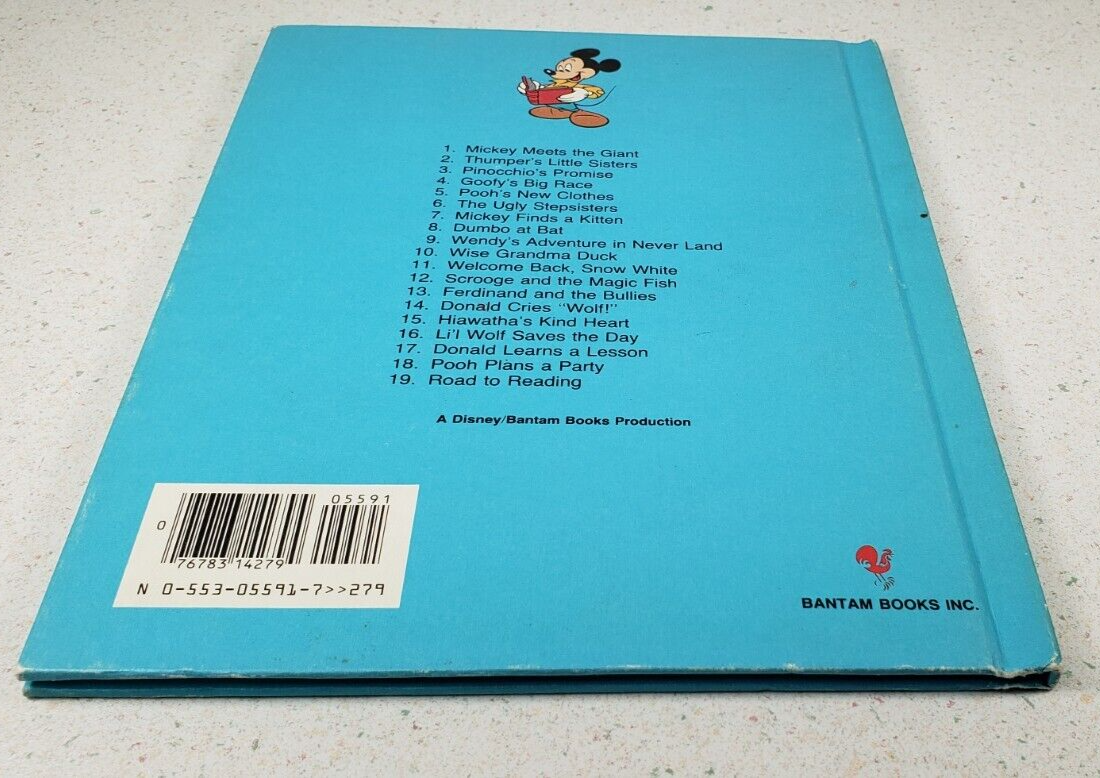 1. Mickey Meets the Giant
2. Thumper's Little Sisters
3. Pinocchio's Promise
4. Goofy's Big Race
5. Pooh's New Clothes
6. The Ugly Stepsisters
7. Mickey Finds a Kitten
8. Dumbo at Bat
9. Wendy's Adventure in Never Land
10. Wise Grandma Duck
11. Welcome Back, Snow White
12. Scrooge and the Magic Fish
13. Ferdinand and the Bullies
14. Donald Cries "Wolf!"
15. Hiawatha's Kind Heart
16. Li'l Wolf Saves the Day
17. Donald Learns a Lesson
18. Pooh Plans a Party
19. Road to Reading
A Disney/Bantam Books Production
05591
0 76783 14279
N 0-553-05591-7>>279
BANTAM BOOKS INC.